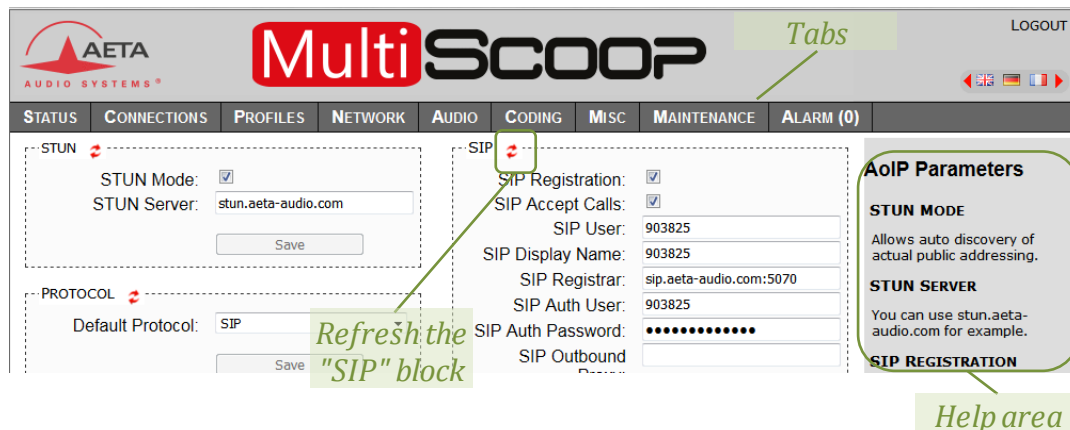 AETA
AUDIO SYSTEMS®
MultiScoop
Tabs
LOGOUT
STATUS CONNECTIONS PROFILES NETWORK AUDIO CODING MISC MAINTENANCE ALARM (0)
STUN
STUN Mode:
STUN Server: stun.aeta-audio.com
Save
PROTOCOL
Default Protocol: SIP
Save
SIP
SIP Registration:
SIP Accept Calls:
SIP User: 903825
SIP Display Name: 903825
SIP Registrar: sip.aeta-audio.com:5070
SIP Auth User: 903825
SIP Auth Password: •••••••••••••
SIP Outbound
Refresh the
"SIP" block
AoIP Parameters
STUN MODE
Allows auto discovery of
actual public addressing.
STUN SERVER
You can use stun.aeta-
audio.com for example.
SIP REGISTRATION
Help area